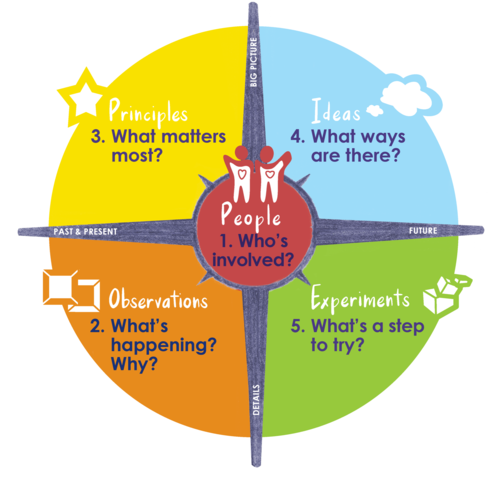 BIG PICTURE
Principles
3. What matters
most?
Ideas
4. What ways
are there?
People
1. Who's
involved?
PAST & PRESENT
FUTURE
Observations
2. What's
happening?
Why?
Experiments
5. What's a step
to try?
DETAILS